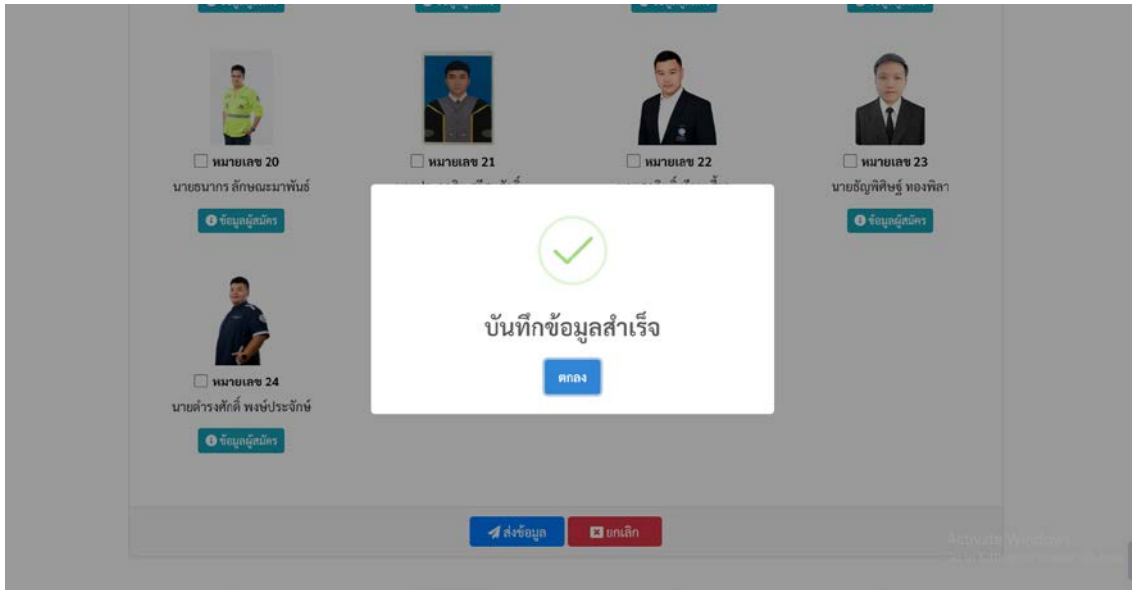 หมายเลข 20
หมายเลข 21
หมายเลข 22
หมายเลข 23
นายธนากร ลักษณะมาพันธ์
นายธัญพิศิษฐ์ ทองพิลา
ข้อมูลผู้สมัคร
ข้อมูลผู้สมัคร
บันทึกข้อมูลสำเร็จ
ตกลง
หมายเลข 24
นายดำรงศักดิ์ พงษ์ประจักษ์
ข้อมูลผู้สมัคร
ส่งข้อมูล
ยกเลิก
Activate Windows